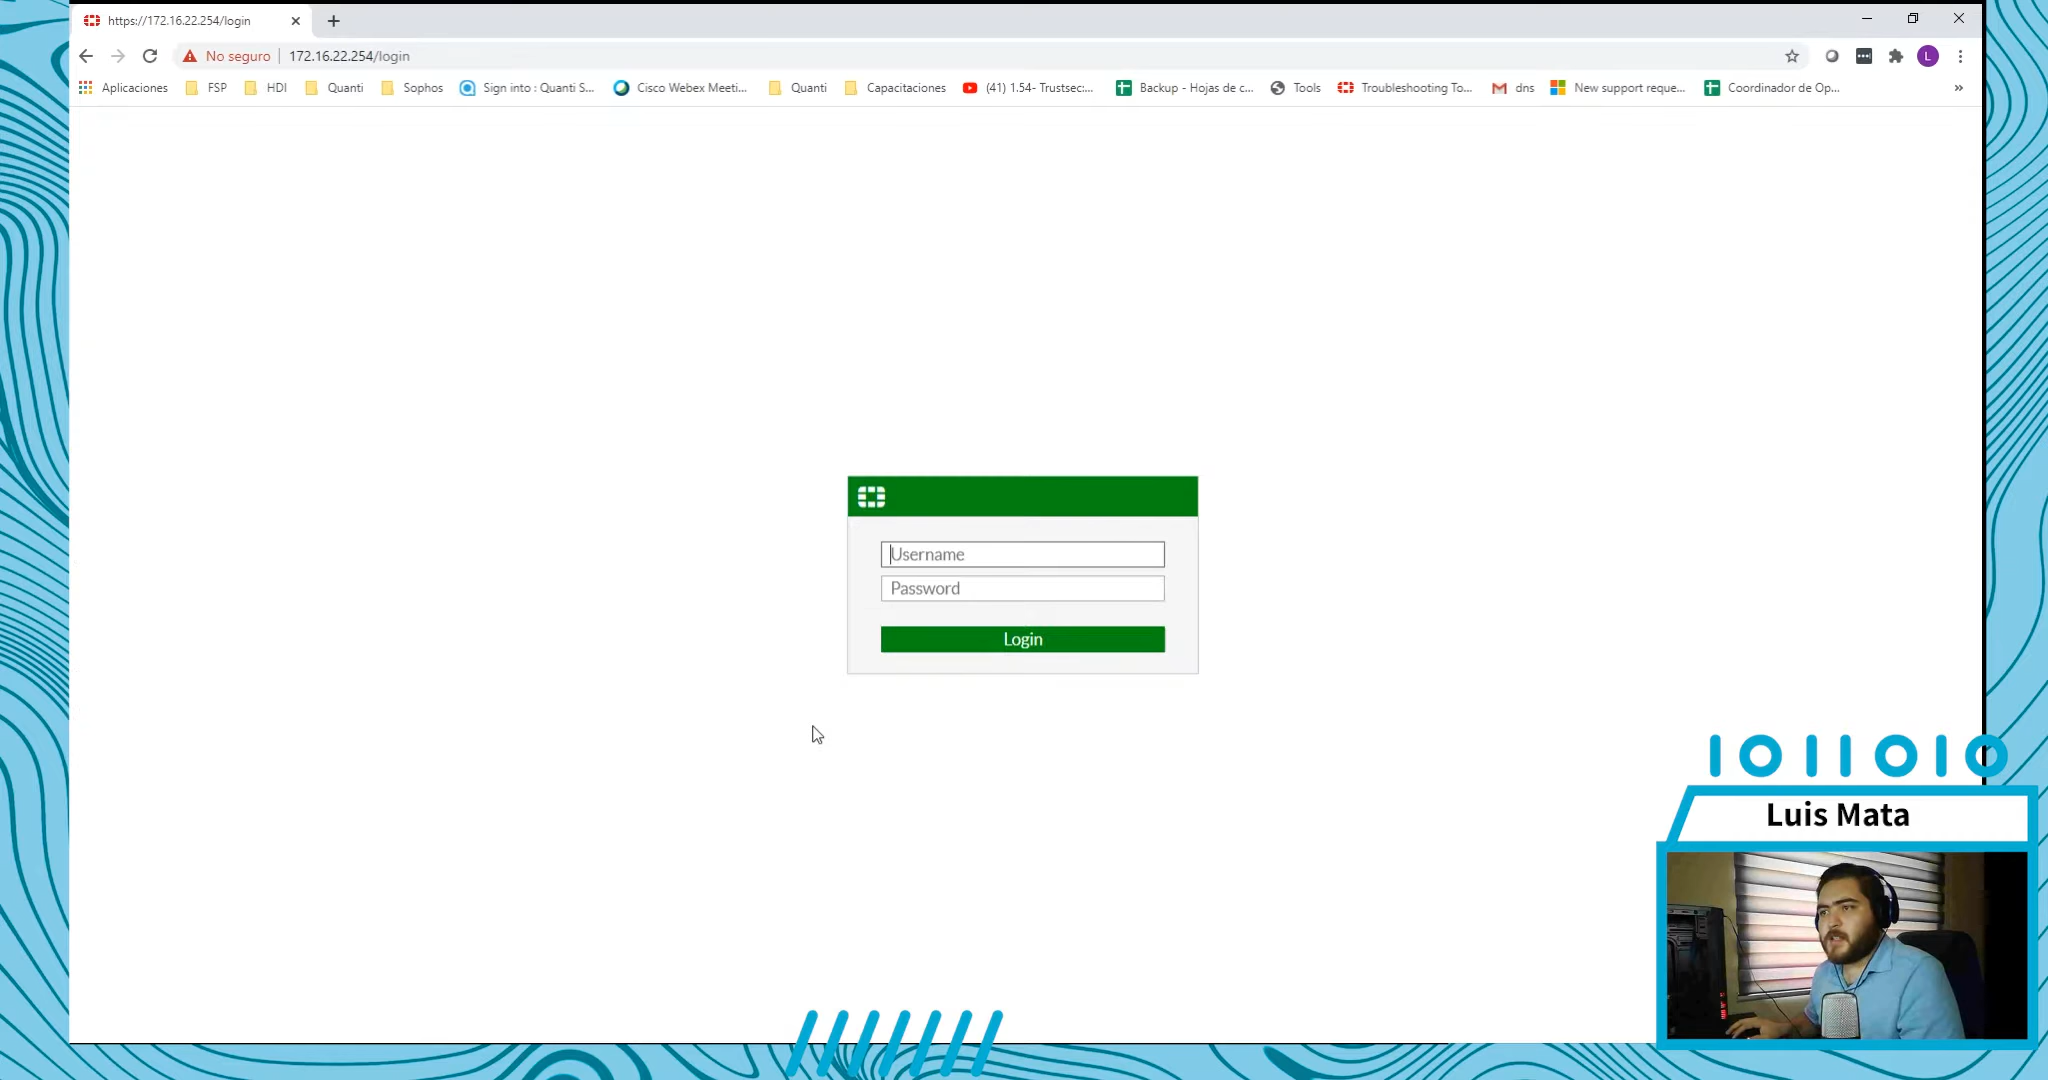 https://172.16.22.254/login
No seguro
172.16.22.254/login
L
Aplicaciones
FSP
HDI
Quanti
Sophos
Sign into : Quanti S...
Cisco Webex Meeti...
Quanti
Capacitaciones
(41) 1.54- Trustsec:...
Backup - Hojas de c...
Tools
Troubleshooting To...
dns
New support reque...
Coordinador de Op...
»
Username
Password
Login
1011010
Luis Mata